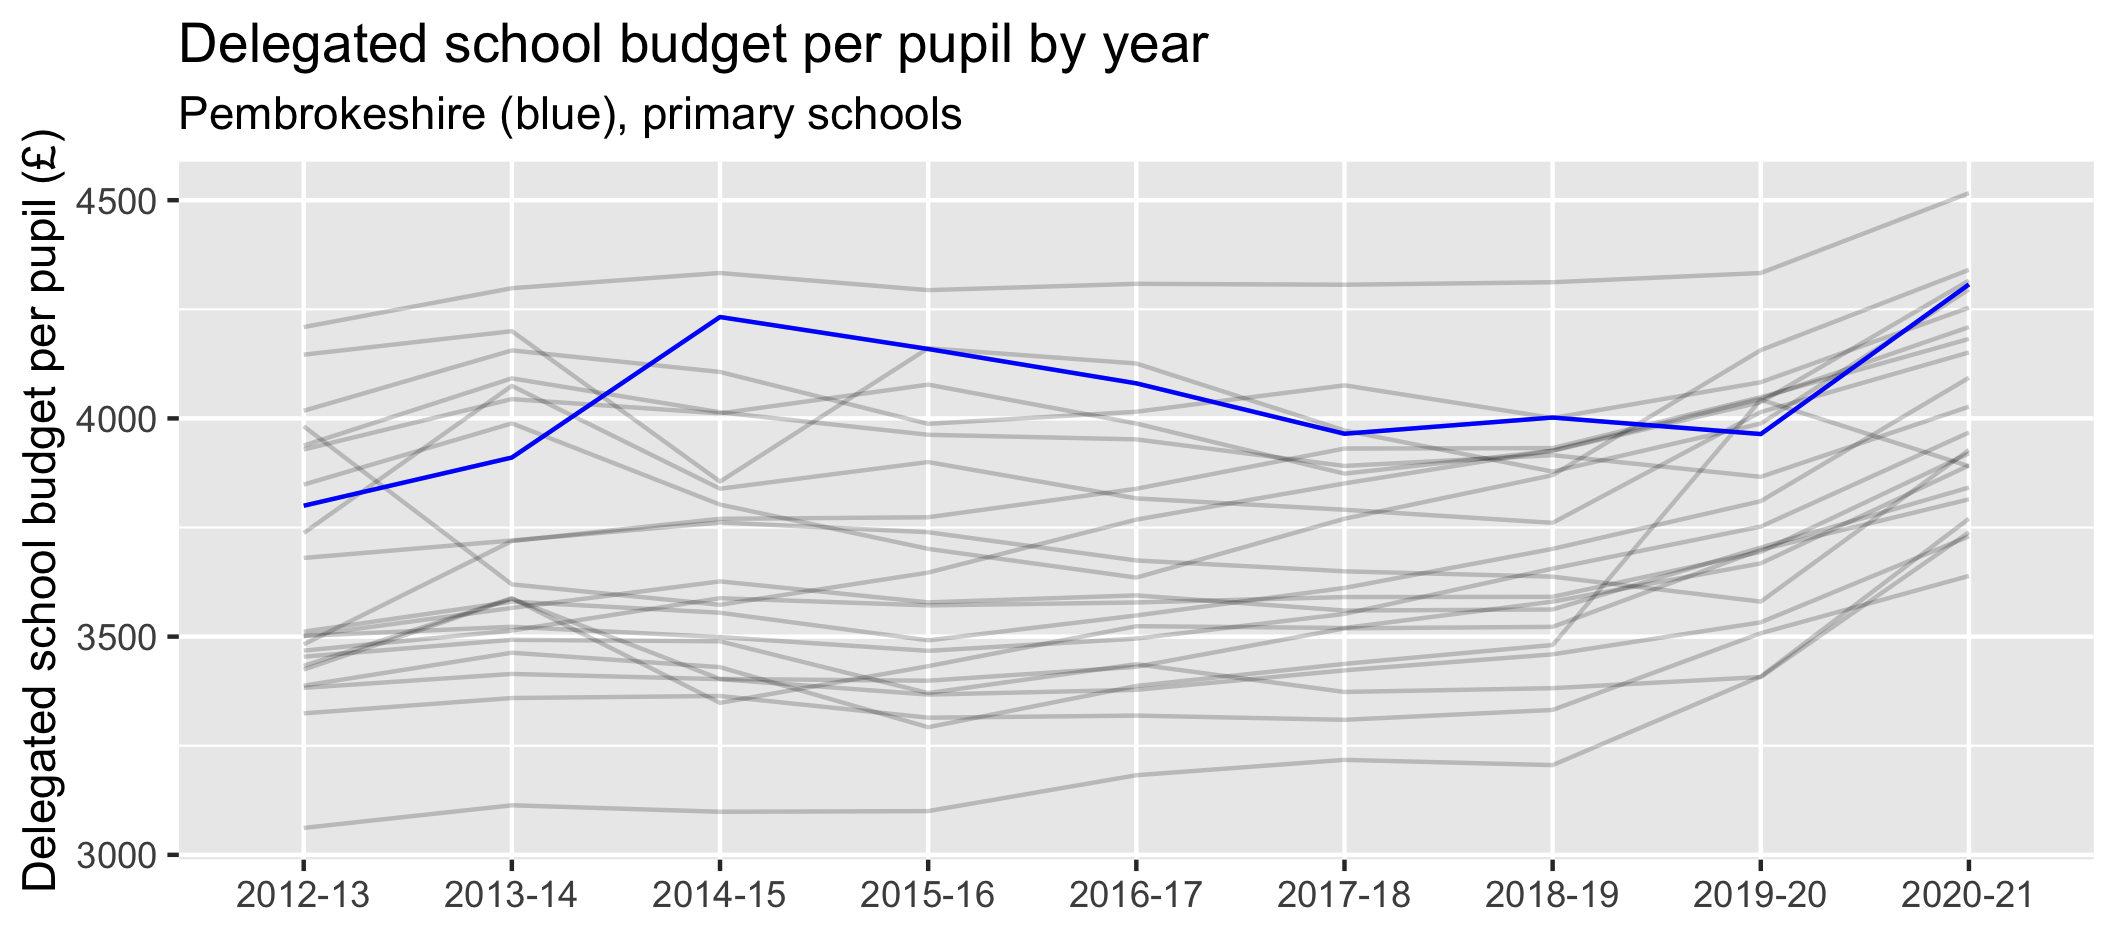 Delegated school budget per pupil by year
Pembrokeshire (blue), primary schools
Delegated school budget per pupil (£)
4500
4000
3500
3000
2012-13 2013-14 2014-15 2015-16 2016-17 2017-18 2018-19 2019-20 2020-21